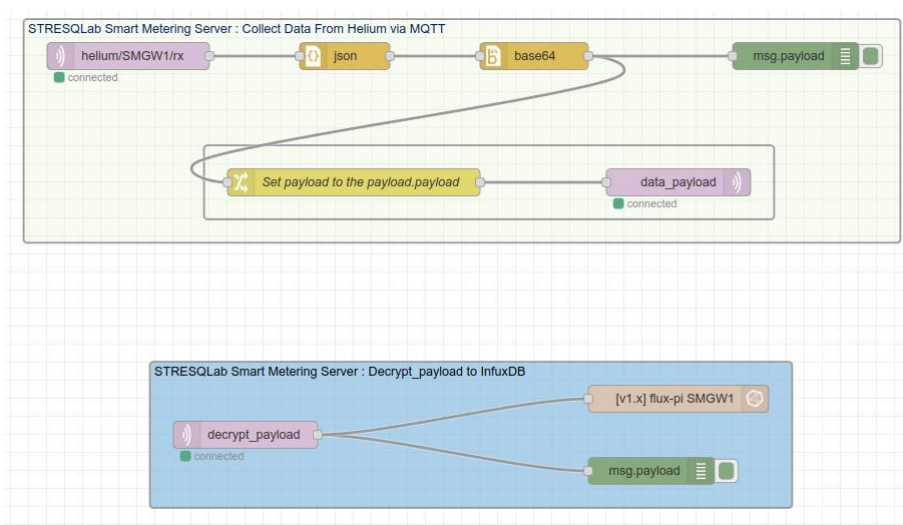 STRESQLab Smart Metering Server : Collect Data From Helium via MQTT
helium/SMGW1/rx
json
base64
msg.payload
connected
Set payload to the payload.payload
data_payload
connected
STRESQLab Smart Metering Server : Decrypt_payload to InfuxDB
[v1.x] flux-pi SMGW1
decrypt_payload
connected
msg.payload